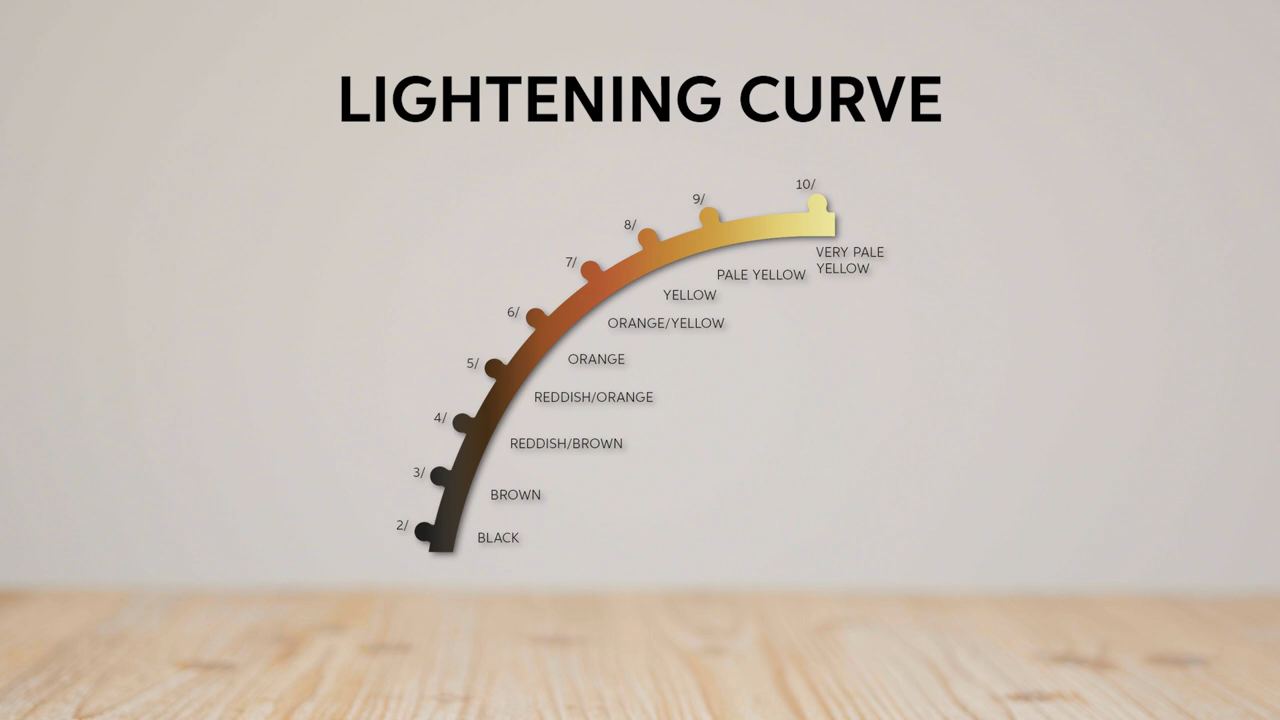 LIGHTENING CURVE
10/
9/
8/
7/
6/
5/
4/
3/
2/
VERY PALE
YELLOW
PALE YELLOW
YELLOW
ORANGE/YELLOW
ORANGE
REDDISH/ORANGE
REDDISH/BROWN
BROWN
BLACK